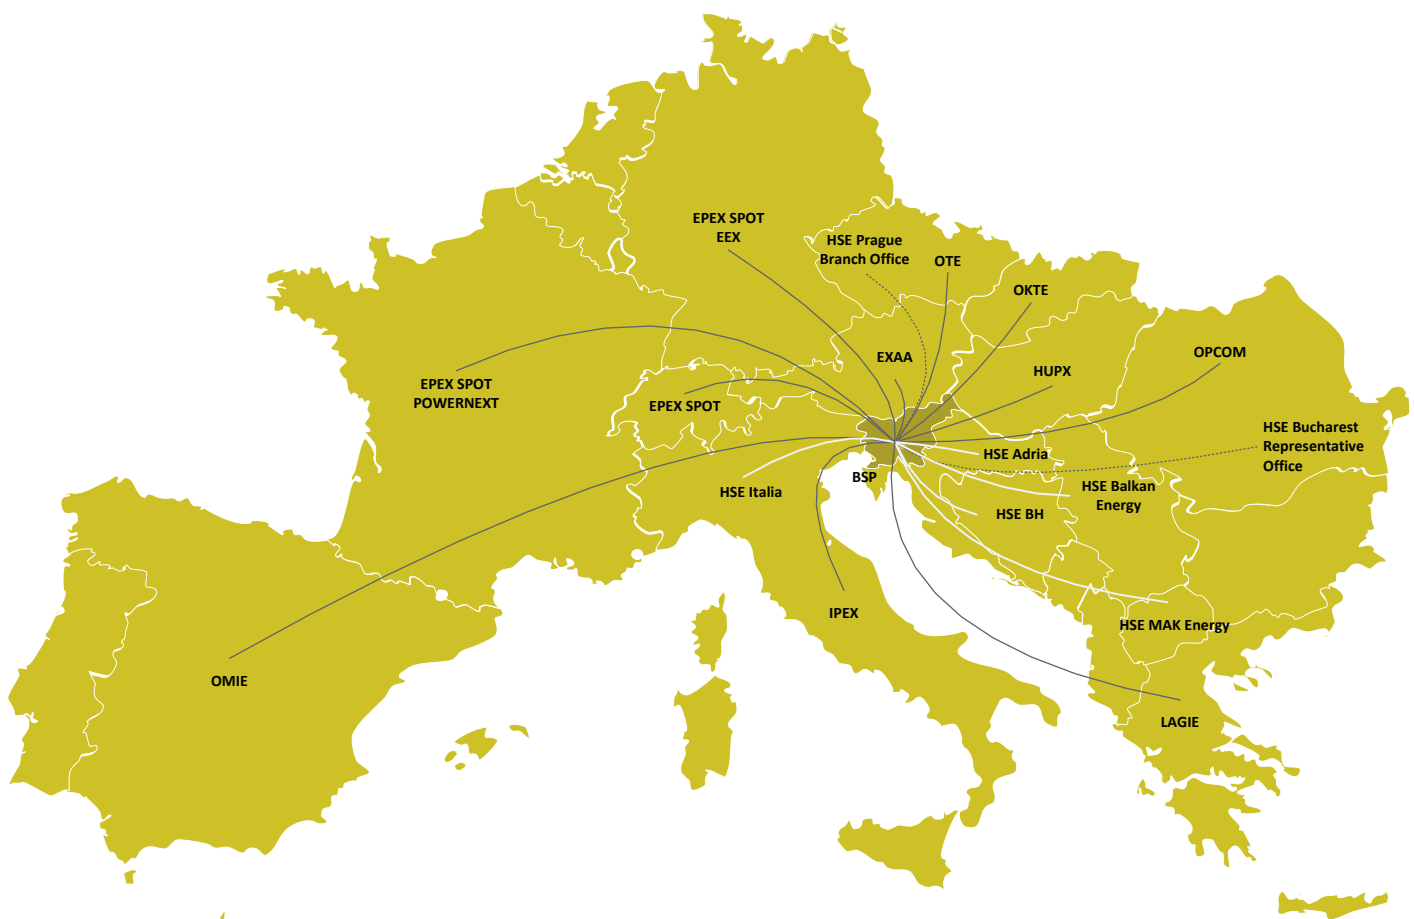 EPEX SPOT
EEX
HSE Prague
Branch Office
OTE
OKTE
EXAA
OPCOM
HUPX
EPEX SPOT
POWERNEXT
EPEX SPOT
HSE Bucharest
Representative
Office
HSE Adria
BSP
HSE Italia
HSE Balkan
Energy
HSE BH
IPEX
HSE MAK Energy
OMIE
LAGIE